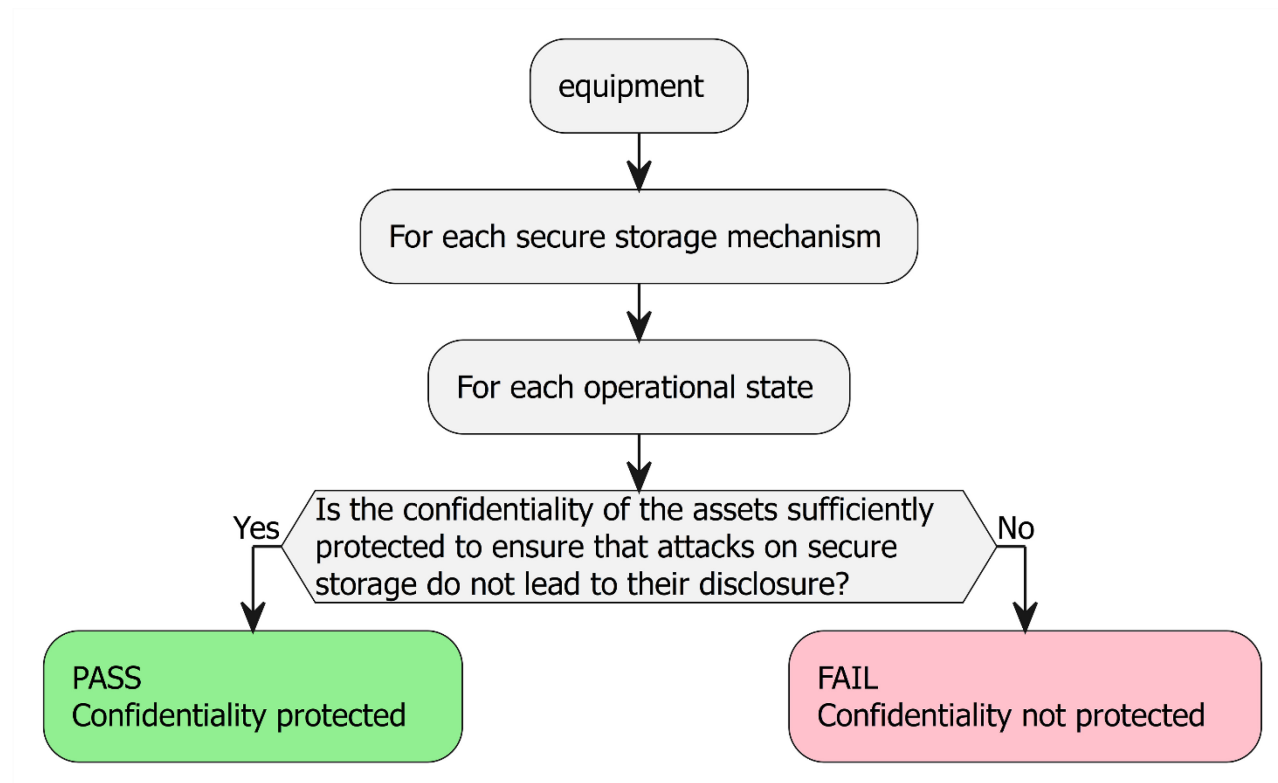 equipment
For each secure storage mechanism
For each operational state
Is the confidentiality of the assets sufficiently
protected to ensure that attacks on secure
storage do not lead to their disclosure?
Yes
No
PASS
Confidentiality protected
FAIL
Confidentiality not protected